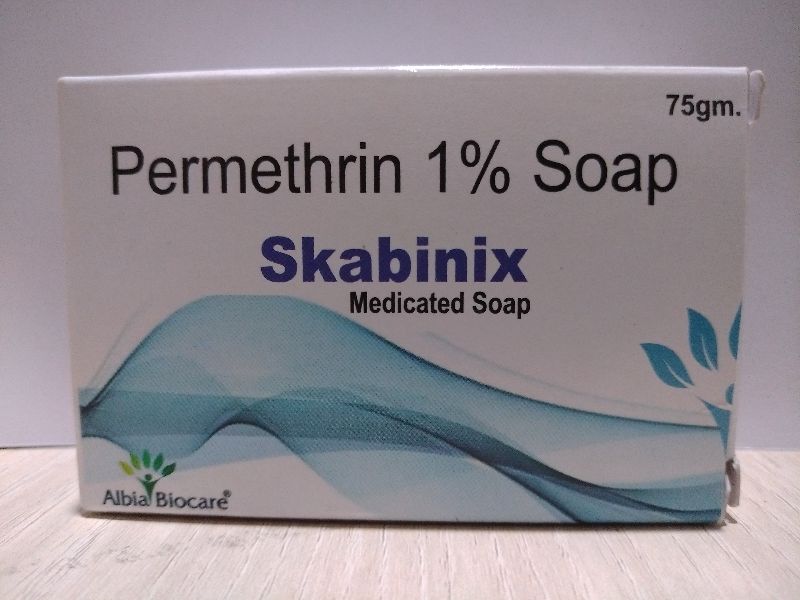 75gm.
Permethrin 1% Soap
Skabinix
Medicated Soap
Albia Biocare®